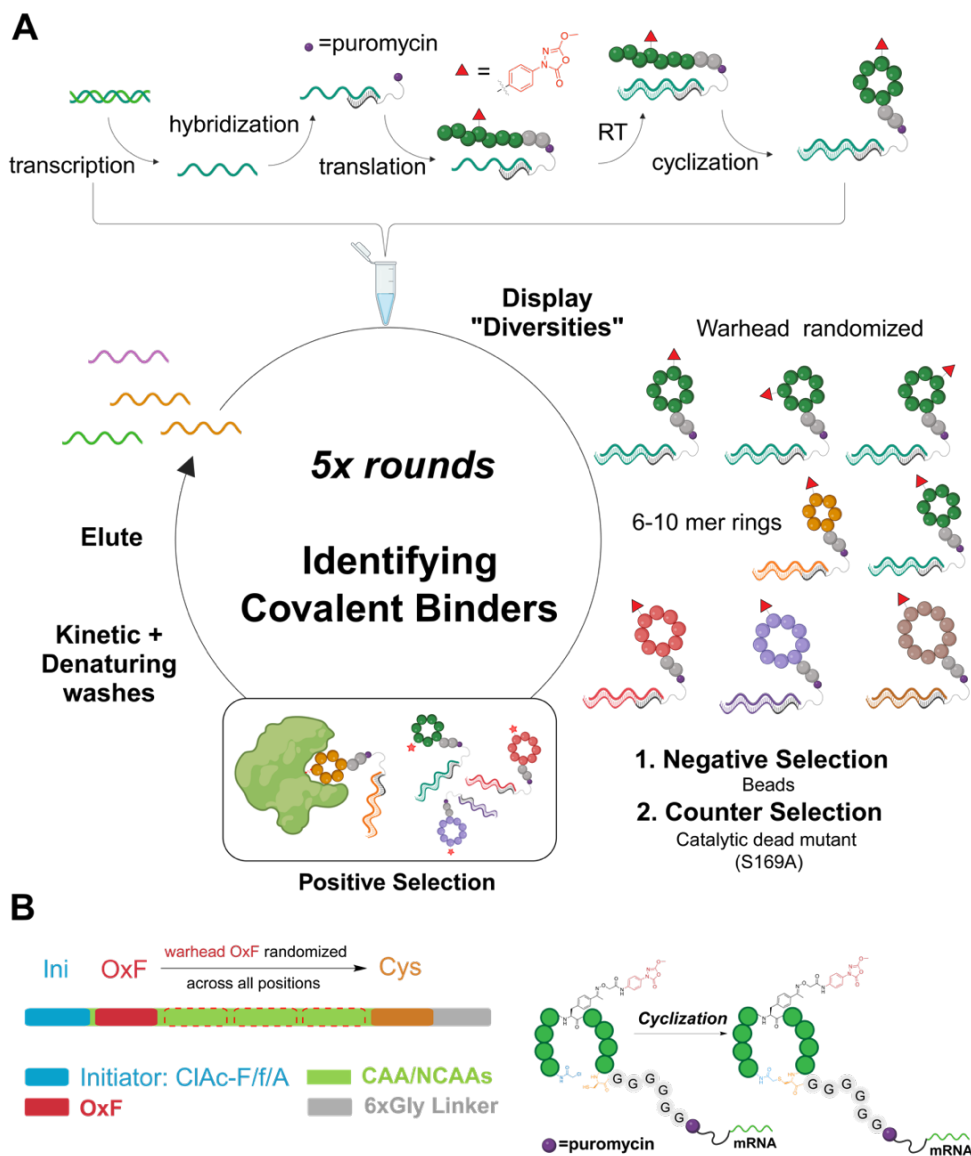 A
=puromycin
=
N
N
O
O
O
hybridization
transcription
translation
RT
cyclization
Display
"Diversities"
Warhead randomized
5x rounds
6-10 mer rings
Elute
Identifying
Covalent Binders
Kinetic +
Denaturing
washes
1. Negative Selection
Beads
2. Counter Selection
Catalytic dead mutant
(S169A)
Positive Selection
B
Ini
OxF
warhead OxF randomized
across all positions
Cys
Initiator: ClAc-F/f/A
CAA/NCAAs
OxF
6xGly Linker
Cyclization
G
G
G
G
G
G
G
G
G
G
G
G
=puromycin
mRNA
mRNA